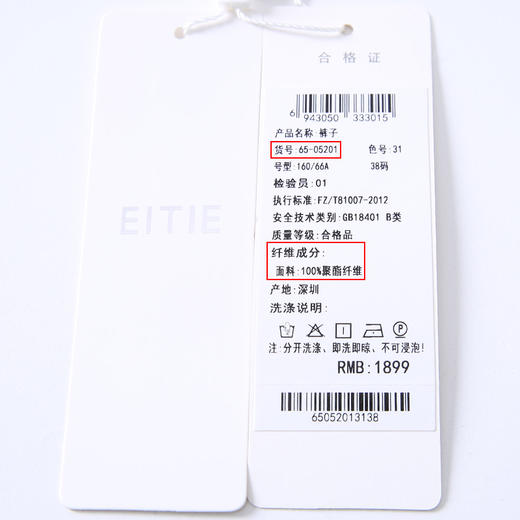 EITIE
合格证
6 943050 333015
产品名称:裤子
货号:65-05201 色号:31
号型:160/66A 38码
检验员:01
执行标准:FZ/T81007-2012
安全技术类别:GB18401 B类
质量等级:合格品
纤维成分:
面料:100%聚酯纤维
产地:深圳
洗涤说明:
注:分开洗涤、即洗即晾、不可浸泡!
RMB:1899
65052013138